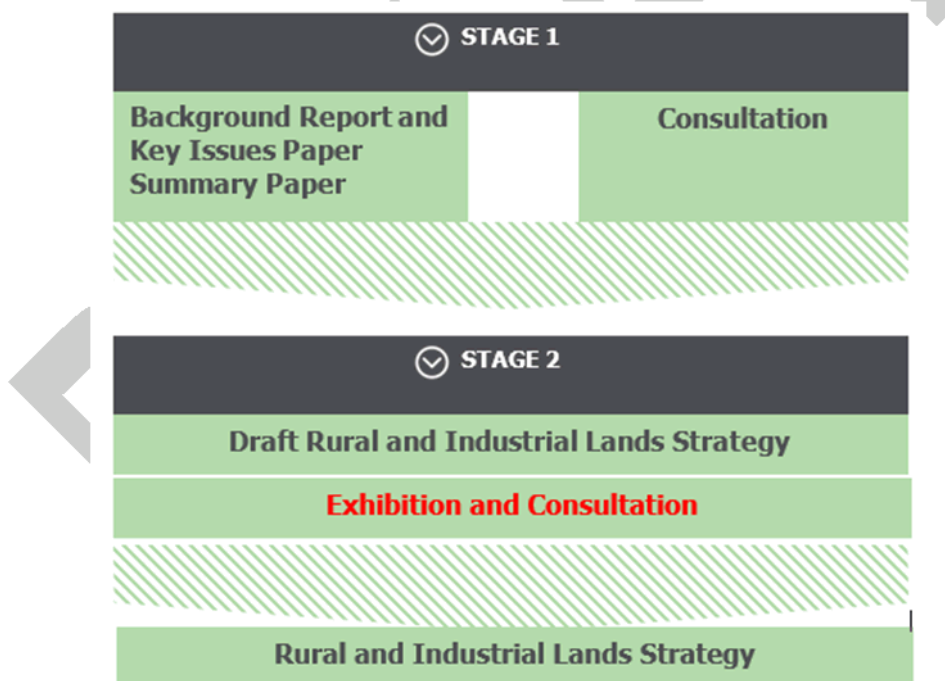 STAGE 1
Background Report and
Key Issues Paper
Summary Paper
Consultation
STAGE 2
Draft Rural and Industrial Lands Strategy
Exhibition and Consultation
Rural and Industrial Lands Strategy